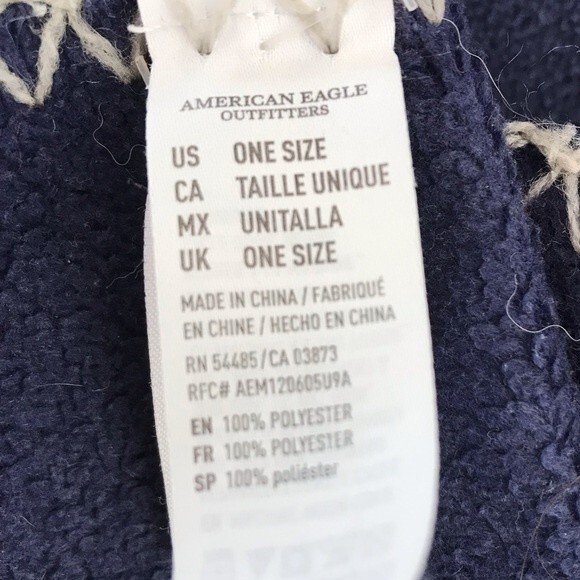 AMERICAN EAGLE
OUTFITTERS
US ONE SIZE
CA TAILLE UNIQUE
MX UNITALLA
UK ONE SIZE
MADE IN CHINA / FABRIQUÉ
EN CHINE / HECHO EN CHINA
RN 54485/CA 03873
RFC# AEM120605U9A
EN 100% POLYESTER
FR 100% POLYESTER
SP 100% poliéster